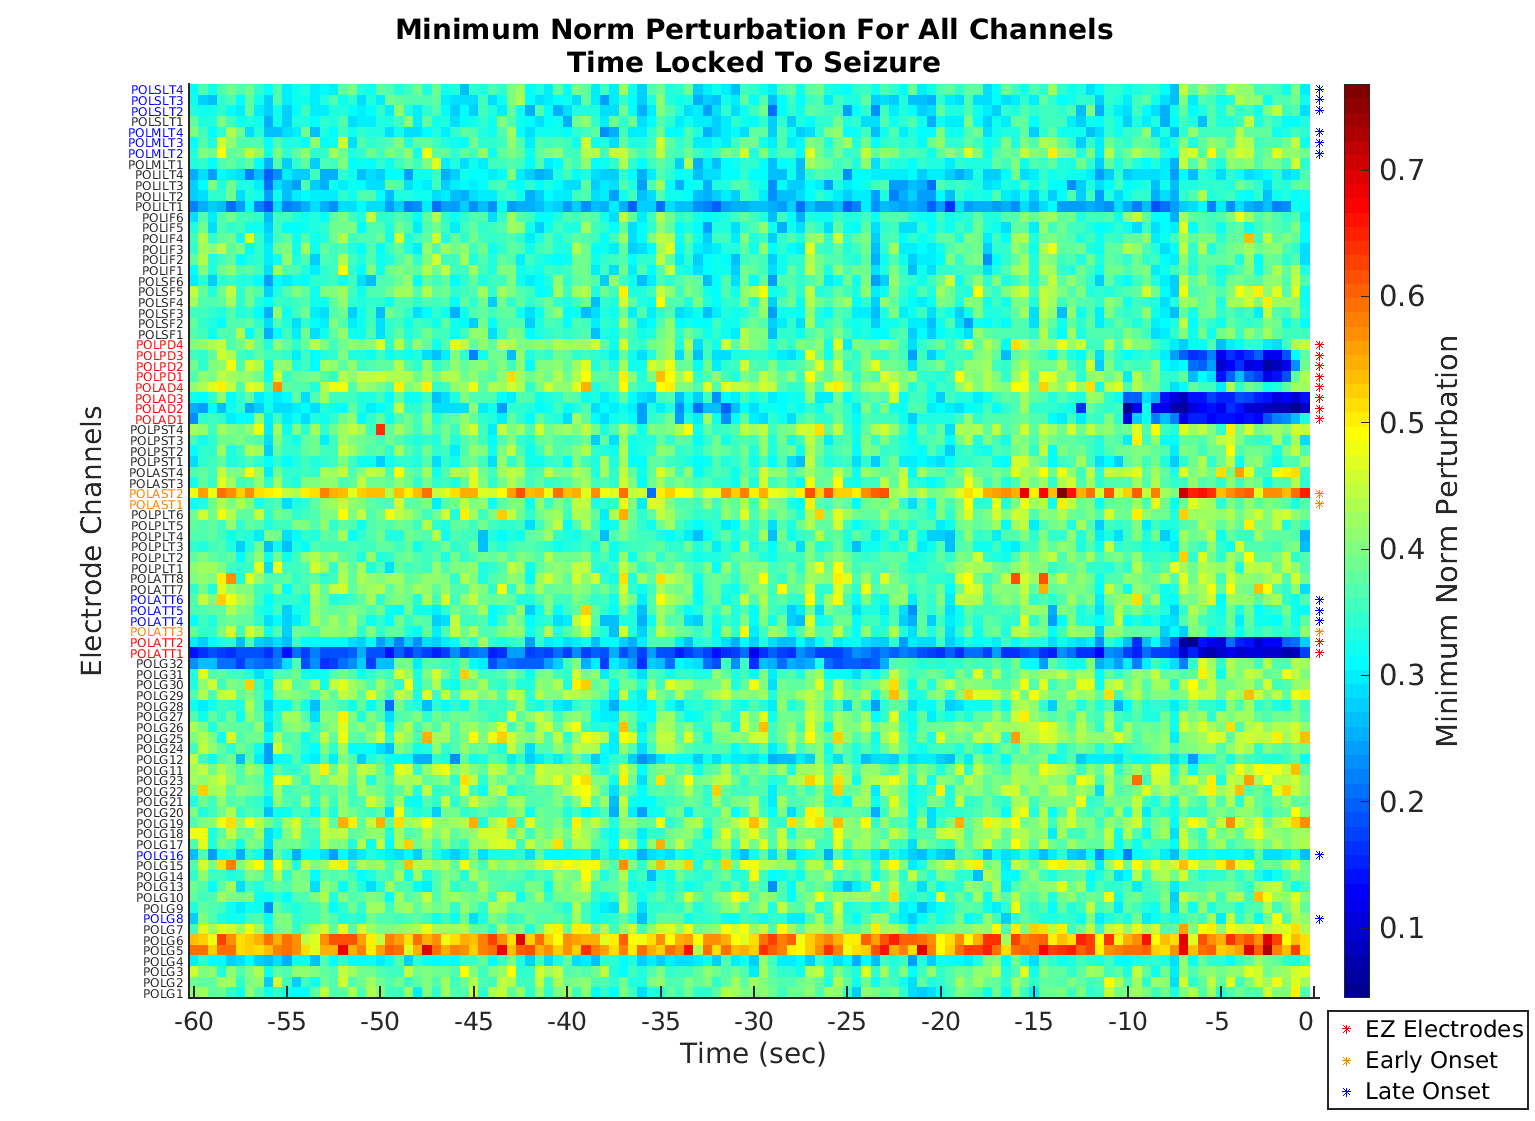 Minimum Norm Perturbation For All Channels
Time Locked To Seizure
Electrode Channels
POLSLT4
POLSLT3
POLSLT2
POLSLT1
POLMLT4
POLMLT3
POLMLT2
POLMLT1
POLILT4
POLILT3
POLILT2
POLILT1
POLIF6
POLIF5
POLIF4
POLIF3
POLIF2
POLIF1
POLSF6
POLSF5
POLSF4
POLSF3
POLSF2
POLSF1
POLPD4
POLPD3
POLPD2
POLPD1
POLAD4
POLAD3
POLAD2
POLAD1
POLPST4
POLPST3
POLPST2
POLPST1
POLAST4
POLAST3
POLAST2
POLAST1
POLPLT6
POLPLT5
POLPLT4
POLPLT3
POLPLT2
POLPLT1
POLATT8
POLATT7
POLATT6
POLATT5
POLATT4
POLATT3
POLATT2
POLATT1
POLG32
POLG31
POLG30
POLG29
POLG28
POLG27
POLG26
POLG25
POLG24
POLG12
POLG11
POLG23
POLG22
POLG21
POLG20
POLG19
POLG18
POLG17
POLG16
POLG15
POLG14
POLG13
POLG10
POLG9
POLG8
POLG7
POLG6
POLG5
POLG4
POLG3
POLG2
POLG1
-60 -55 -50 -45 -40 -35 -30 -25 -20 -15 -10 -5 0
Time (sec)
0.7
0.6
0.5
0.4
0.3
0.2
0.1
Minimum Norm Perturbation
EZ Electrodes
Early Onset
Late Onset